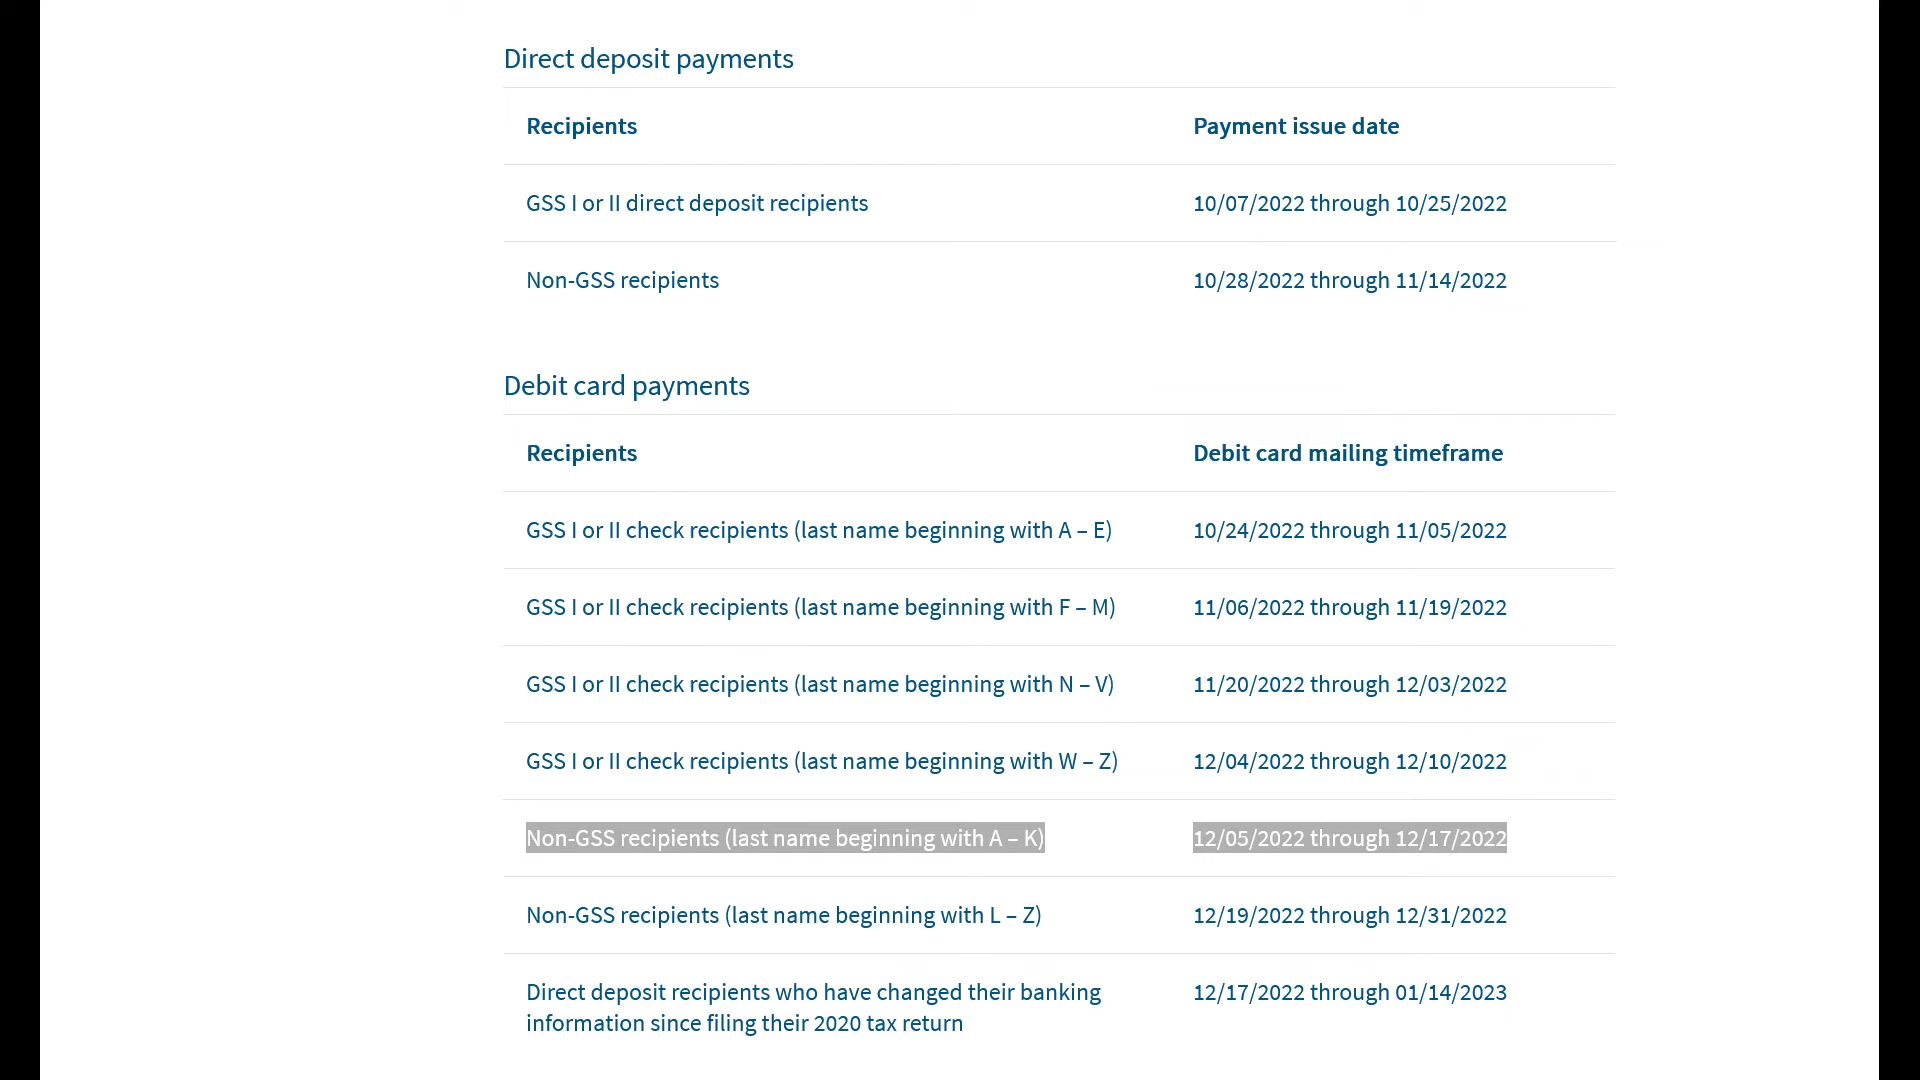 Direct deposit payments
Recipients Payment issue date
GSS I or II direct deposit recipients 10/07/2022 through 10/25/2022
Non-GSS recipients 10/28/2022 through 11/14/2022
Debit card payments
Recipients Debit card mailing timeframe
GSS I or II check recipients (last name beginning with A – E) 10/24/2022 through 11/05/2022
GSS I or II check recipients (last name beginning with F – M) 11/06/2022 through 11/19/2022
GSS I or II check recipients (last name beginning with N – V) 11/20/2022 through 12/03/2022
GSS I or II check recipients (last name beginning with W – Z) 12/04/2022 through 12/10/2022
Non-GSS recipients (last name beginning with A – K) 12/05/2022 through 12/17/2022
Non-GSS recipients (last name beginning with L – Z) 12/19/2022 through 12/31/2022
Direct deposit recipients who have changed their banking 12/17/2022 through 01/14/2023
information since filing their 2020 tax return